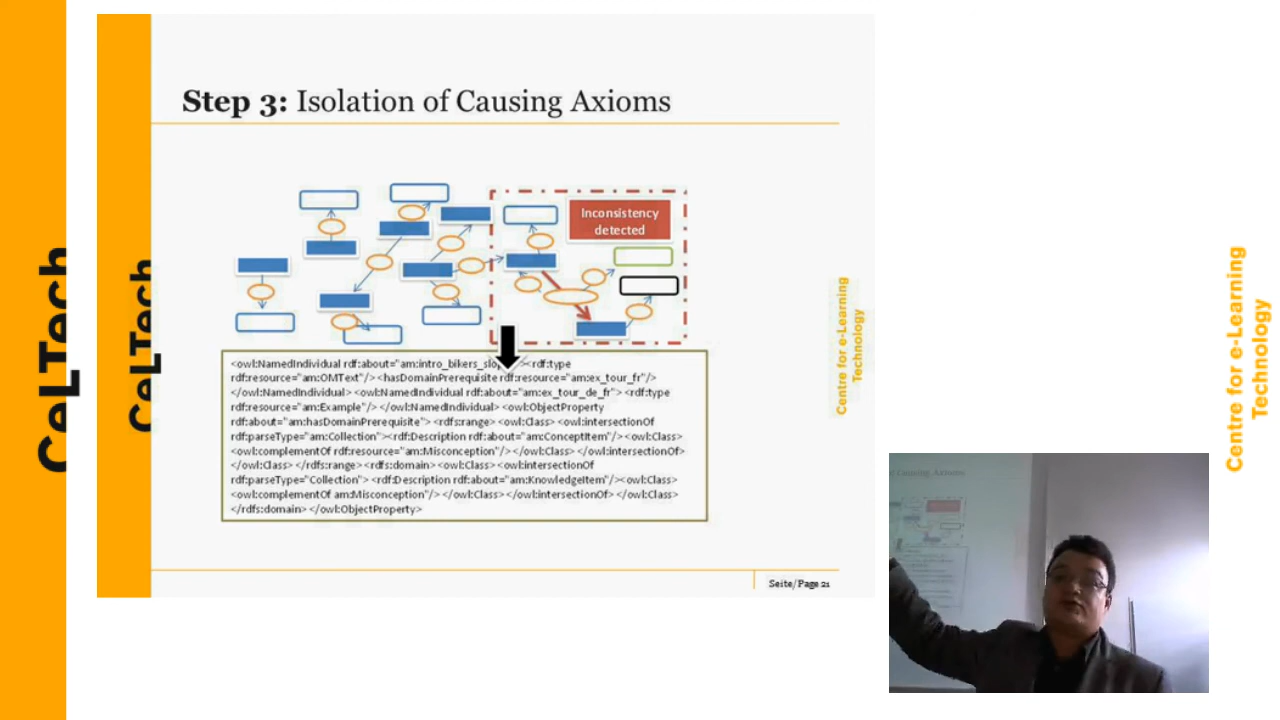 CeLTech
CeLTech
Step 3: Isolation of Causing Axioms
Inconsistency
detected
<owl:NamedIndividual rdf:about="am:intro_bikers_slop ><rdf:type
rdf:resource="am:OMText"/> <hasDomainPrerequisite rdf:resource="am:ex_tour_fr"/>
</owl:NamedIndividual> <owl:NamedIndividual rdf:about="am:ex_tour_de_fr"> <rdf:type
rdf:resource="am:Example"/> </owl:NamedIndividual> <owl:ObjectProperty
rdf:about="am:hasDomainPrerequisite"> <rdfs:range> <owl:Class> <owl:intersectionOf
rdf:parseType="am:Collection"><rdf:Description rdf:about="am:ConceptItem"/><owl:Class>
<owl:complementOf rdf:resource="am:Misconception"/> </owl:Class> </owl:intersectionOf>
</owl:Class> </rdfs:range> <rdfs:domain> <owl:Class> <owl:intersectionOf
rdf:parseType="Collection"> <rdf:Description rdf:about="am:KnowledgeItem"/><owl:Class>
<owl:complementOf am:Misconception"/> </owl:Class> </owl:intersectionOf> </owl:Class>
</rdfs:domain> </owl:ObjectProperty>
Seite/Page 21
Centre for e-Learning
Technology
Centre for e-Learning
Technology